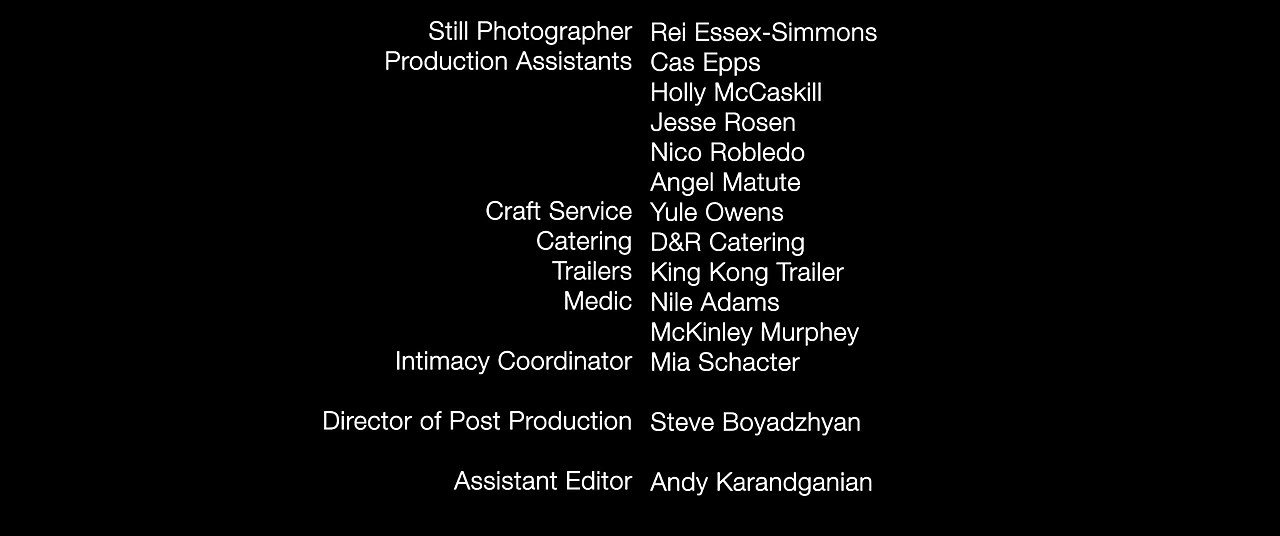 Still Photographer Rei Essex-Simmons
Production Assistants Cas Epps
Holly McCaskill
Jesse Rosen
Nico Robledo
Angel Matute
Craft Service Yule Owens
Catering D&R Catering
Trailers King Kong Trailer
Medic Nile Adams
McKinley Murphey
Intimacy Coordinator Mia Schacter
Director of Post Production Steve Boyadzhyan
Assistant Editor Andy Karandganian